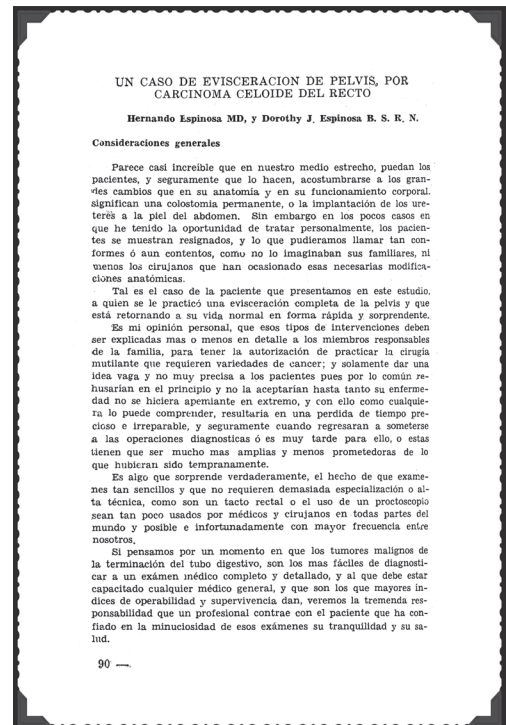 UN CASO DE EVISCERACION DE PELVIS, POR
CARCINOMA CELOIDE DEL RECTO
Hernando Espinosa MD, y Dorothy J. Espinosa B. S. R. N.
Consideraciones generales
Parece casi increible que en nuestro medio estrecho, puedan los
pacientes, y seguramente que lo hacen, acostumbrarse a los gran-
des cambios que en su anatomia y en su funcionamiento corporal.
significan una colostomia permanente, o la implantación de los ure-
terés a la piel del abdomen. Sin embargo en los pocos casos en
que he tenido la oportunidad de tratar personalmente, los pacien-
tes se muestran resignados, y lo que pudieramos llamar tan con-
formes ó aun contentos, como no lo imaginaban sus familiares, ni
menos los cirujanos que han ocasionado esas necesarias modifica-
ciones anatómicas.
Tal es el caso de la paciente que presentamos en este estudio.
a quien se le practicó una evisceración completa de la pelvis y que
está retornando a su vida normal en forma rápida y sorprendente.
Es mi opinión personal, que esos tipos de intervenciones deben
ser explicadas mas o menos en detalle a los miembros responsables
de la familia, para tener la autorización de practicar la cirugia
mutilante que requieren variedades de cancer; y solamente dar una
idea vaga y no muy precisa a los pacientes pues por lo común re-
husarian en el principio y no la aceptarían hasta tanto su enferme-
dad no se hiciera apemiante en extremo, y con ello como cualquie-
ra lo puede comprender, resultaria en una perdida de tiempo pre-
cioso e irreparable, y seguramente cuando regresaran a someterse
a las operaciones diagnosticas ó es muy tarde para ello, o estas
tienen que ser mucho mas amplias y menos prometedoras de lo
que hubieran sido tempranamente.
Es algo que sorprende verdaderamente, el hecho de que exame-
nes tan sencillos y que no requieren demasiada especialización o al-
ta técnica, como son un tacto rectal o el uso de un proctoscopio
sean tan poco usados por médicos y cirujanos en todas partes del
mundo y posible e infortunadamente con mayor frecuencia entre
nosotros.
Si pensamos por un momento en que los tumores malignos de
la terminación del tubo digestivo, son los mas fáciles de diagnosti-
car a un exámen médico completo y detallado, y al que debe estar
capacitado cualquier médico general, y que son los que mayores ín-
dices de operabilidad y supervivencia dan, veremos la tremenda res-
ponsabilidad que un profesional contrae con el paciente que ha con-
fiado en la minuciosidad de esos exámenes su tranquilidad y su sa-
lud.
90 —.